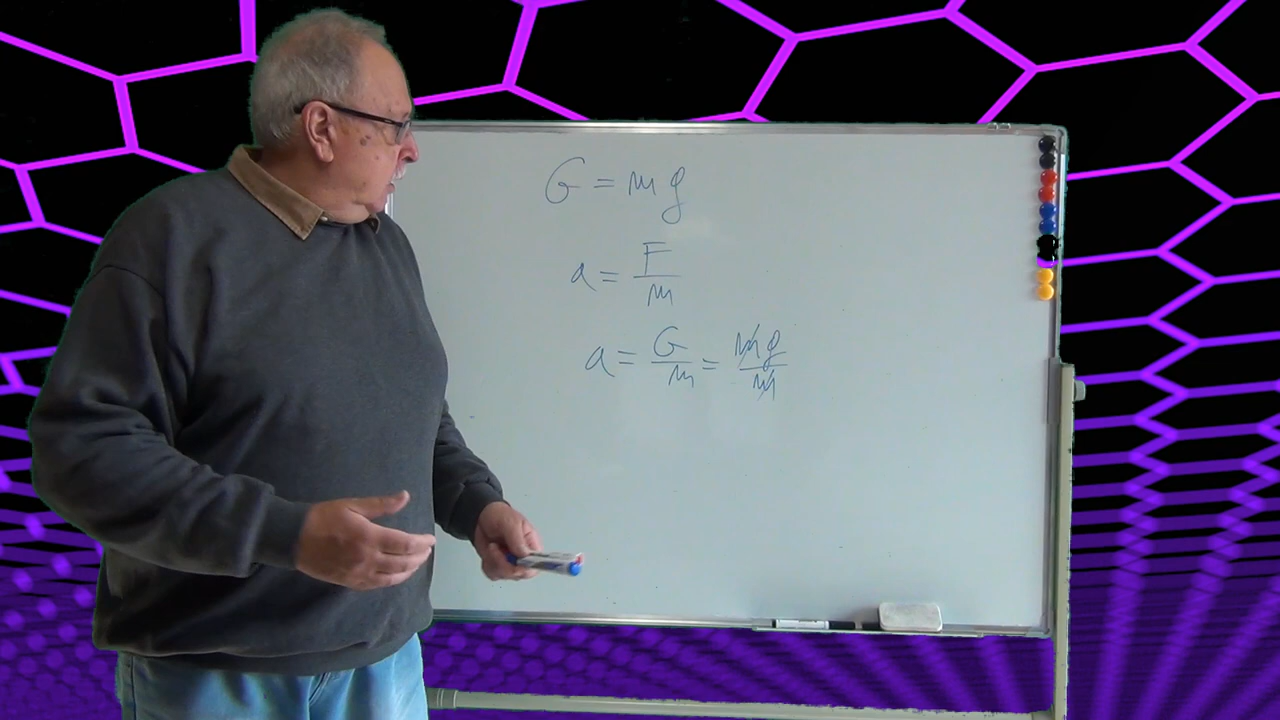 G = mg
a = F/m
a = G/m = mg/m